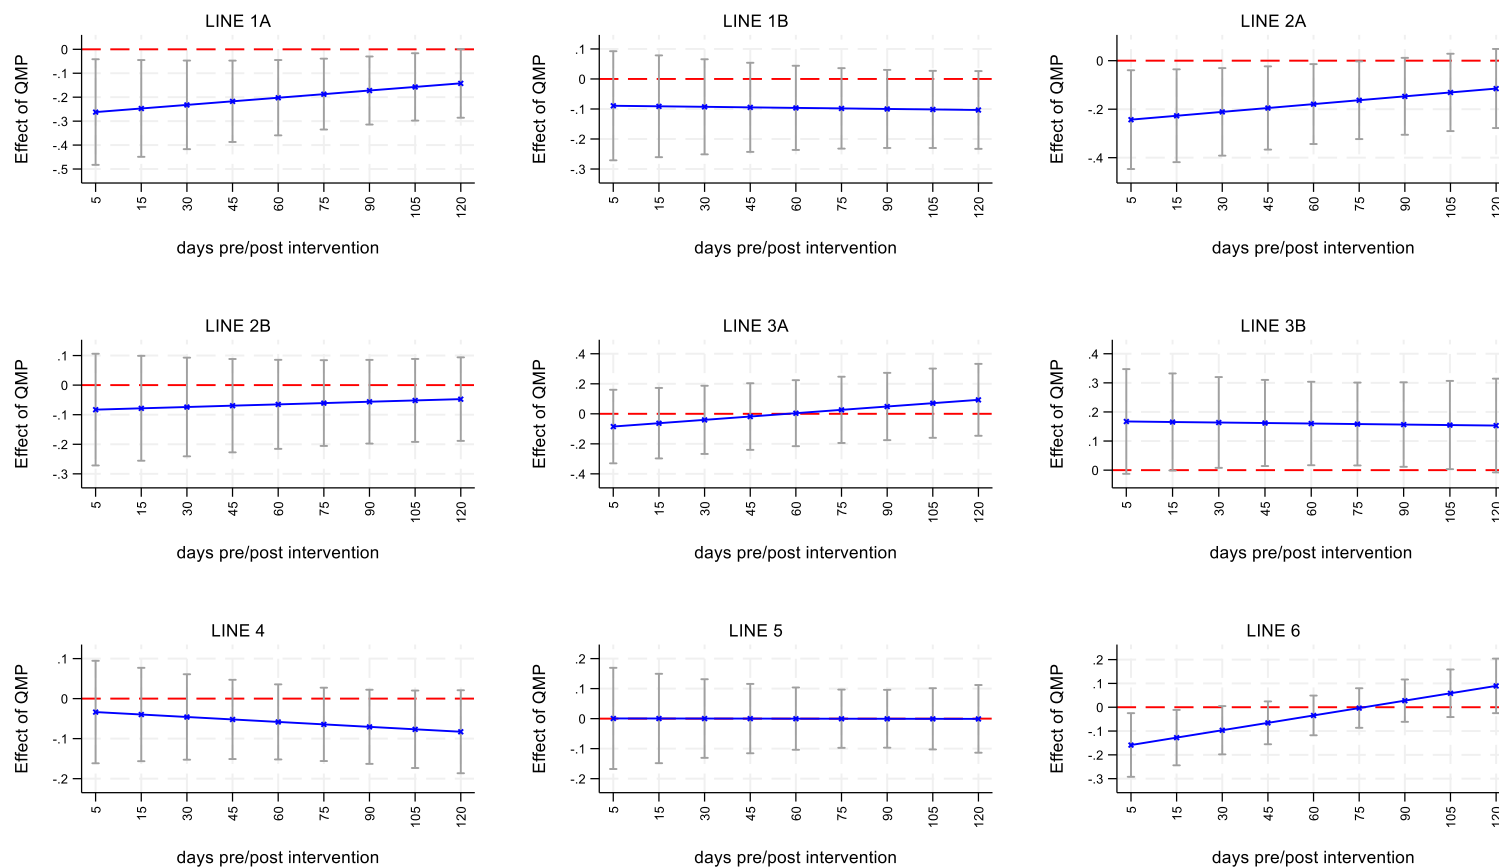 LINE 1A
Effect of QMP
0
-.1
-.2
-.3
-.4
-.5
5 15 30 45 60 75 90 105 120
days pre/post intervention
LINE 1B
Effect of QMP
.1
0
-.1
-.2
-.3
5 15 30 45 60 75 90 105 120
days pre/post intervention
LINE 2A
Effect of QMP
0
-.2
-.4
5 15 30 45 60 75 90 105 120
days pre/post intervention
LINE 2B
Effect of QMP
.1
0
-.1
-.2
-.3
5 15 30 45 60 75 90 105 120
days pre/post intervention
LINE 3A
Effect of QMP
.4
.2
0
-.2
-.4
5 15 30 45 60 75 90 105 120
days pre/post intervention
LINE 3B
Effect of QMP
.4
.3
.2
.1
0
5 15 30 45 60 75 90 105 120
days pre/post intervention
LINE 4
Effect of QMP
.1
0
-.1
-.2
5 15 30 45 60 75 90 105 120
days pre/post intervention
LINE 5
Effect of QMP
.2
.1
0
-.1
-.2
5 15 30 45 60 75 90 105 120
days pre/post intervention
LINE 6
Effect of QMP
.2
.1
0
-.1
-.2
-.3
5 15 30 45 60 75 90 105 120
days pre/post intervention